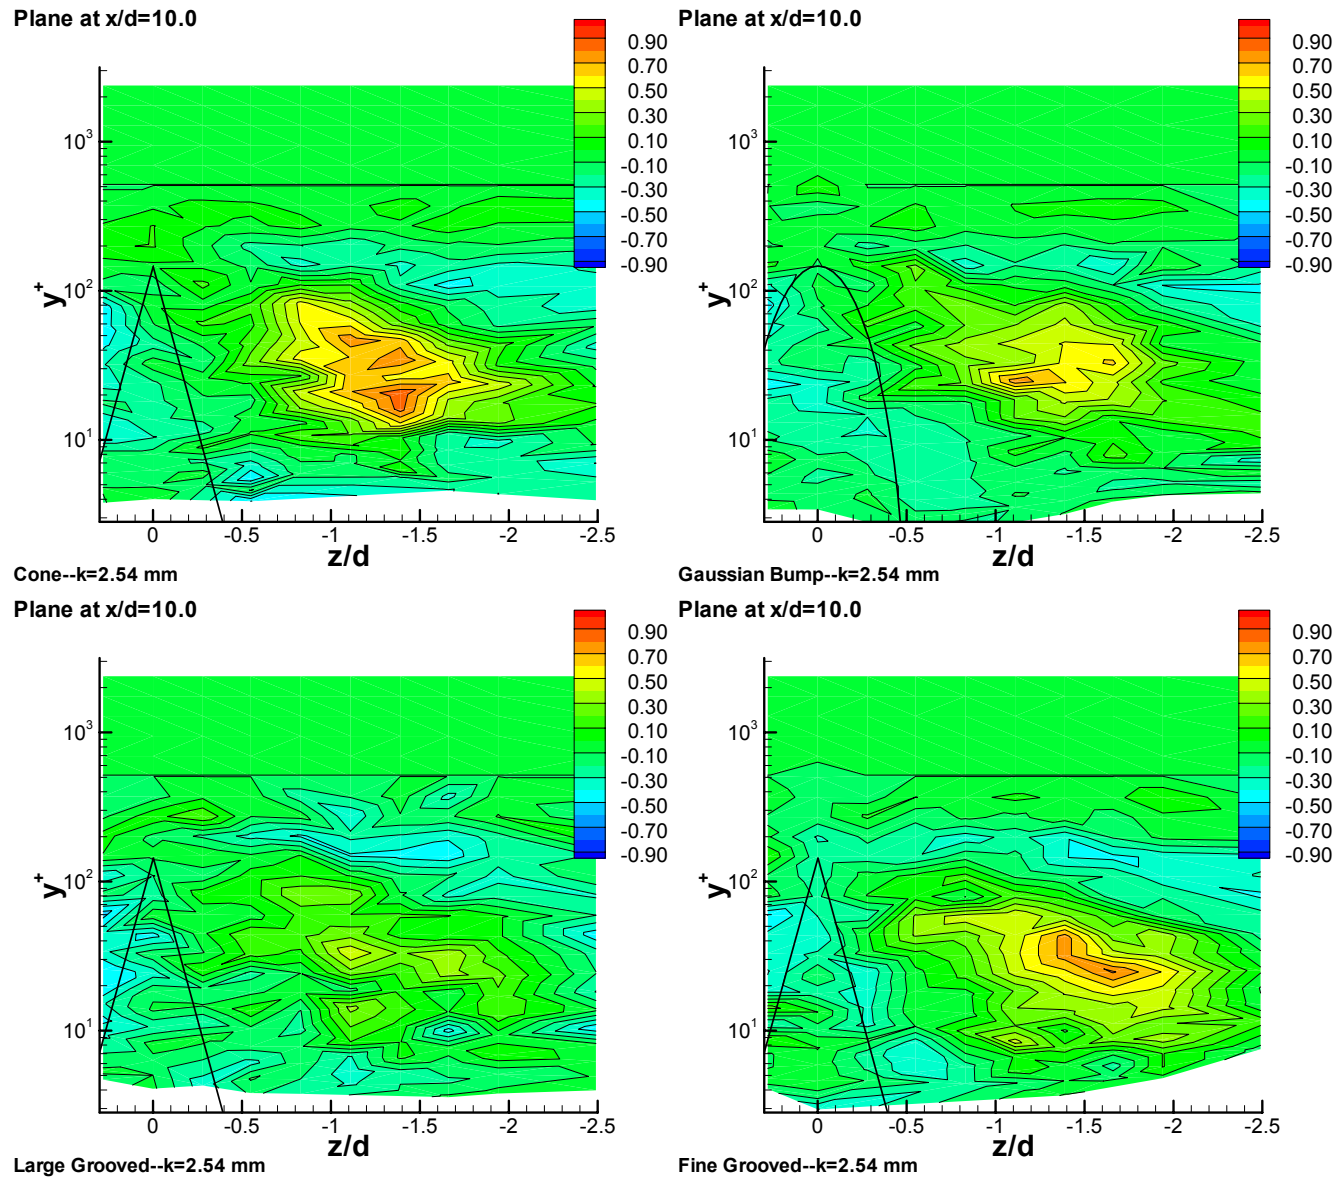 Plane at x/d=10.0
0.90
0.70
0.50
0.30
0.10
-0.10
-0.30
-0.50
-0.70
-0.90
10³
10²
10¹
y⁺
0 -0.5 -1 -1.5 -2 -2.5
z/d
Cone--k=2.54 mm
Plane at x/d=10.0
0.90
0.70
0.50
0.30
0.10
-0.10
-0.30
-0.50
-0.70
-0.90
10³
10²
10¹
y⁺
0 -0.5 -1 -1.5 -2 -2.5
z/d
Gaussian Bump--k=2.54 mm
Plane at x/d=10.0
0.90
0.70
0.50
0.30
0.10
-0.10
-0.30
-0.50
-0.70
-0.90
10³
10²
10¹
y⁺
0 -0.5 -1 -1.5 -2 -2.5
z/d
Large Grooved--k=2.54 mm
Plane at x/d=10.0
0.90
0.70
0.50
0.30
0.10
-0.10
-0.30
-0.50
-0.70
-0.90
10³
10²
10¹
y⁺
0 -0.5 -1 -1.5 -2 -2.5
z/d
Fine Grooved--k=2.54 mm